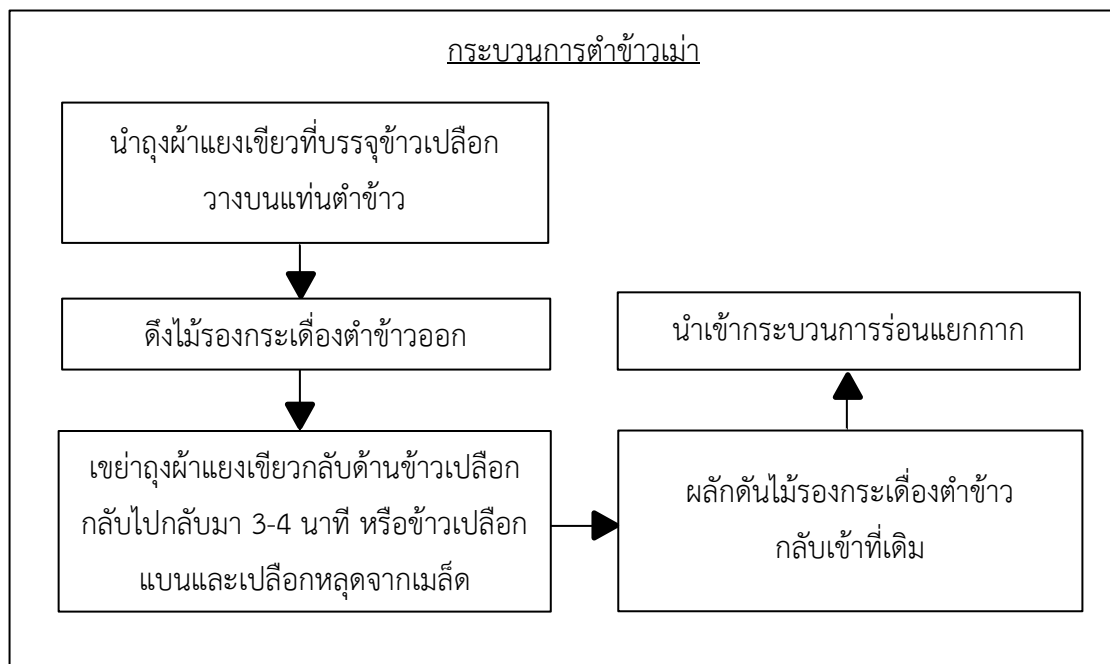 กระบวนการตำข้าวเม่า
นำถุงผ้าแยงเขียวที่บรรจุข้าวเปลือก
วางบนแท่นตำข้าว
ดึงไม้รองกระเดื่องตำข้าวออก
เขย่าถุงผ้าแยงเขียวกลับด้านข้าวเปลือก
กลับไปกลับมา 3-4 นาที หรือข้าวเปลือก
แบนและเปลือกหลุดจากเมล็ด
ผลักดันไม้รองกระเดื่องตำข้าว
กลับเข้าที่เดิม
นำเข้ากระบวนการร่อนแยกกาก